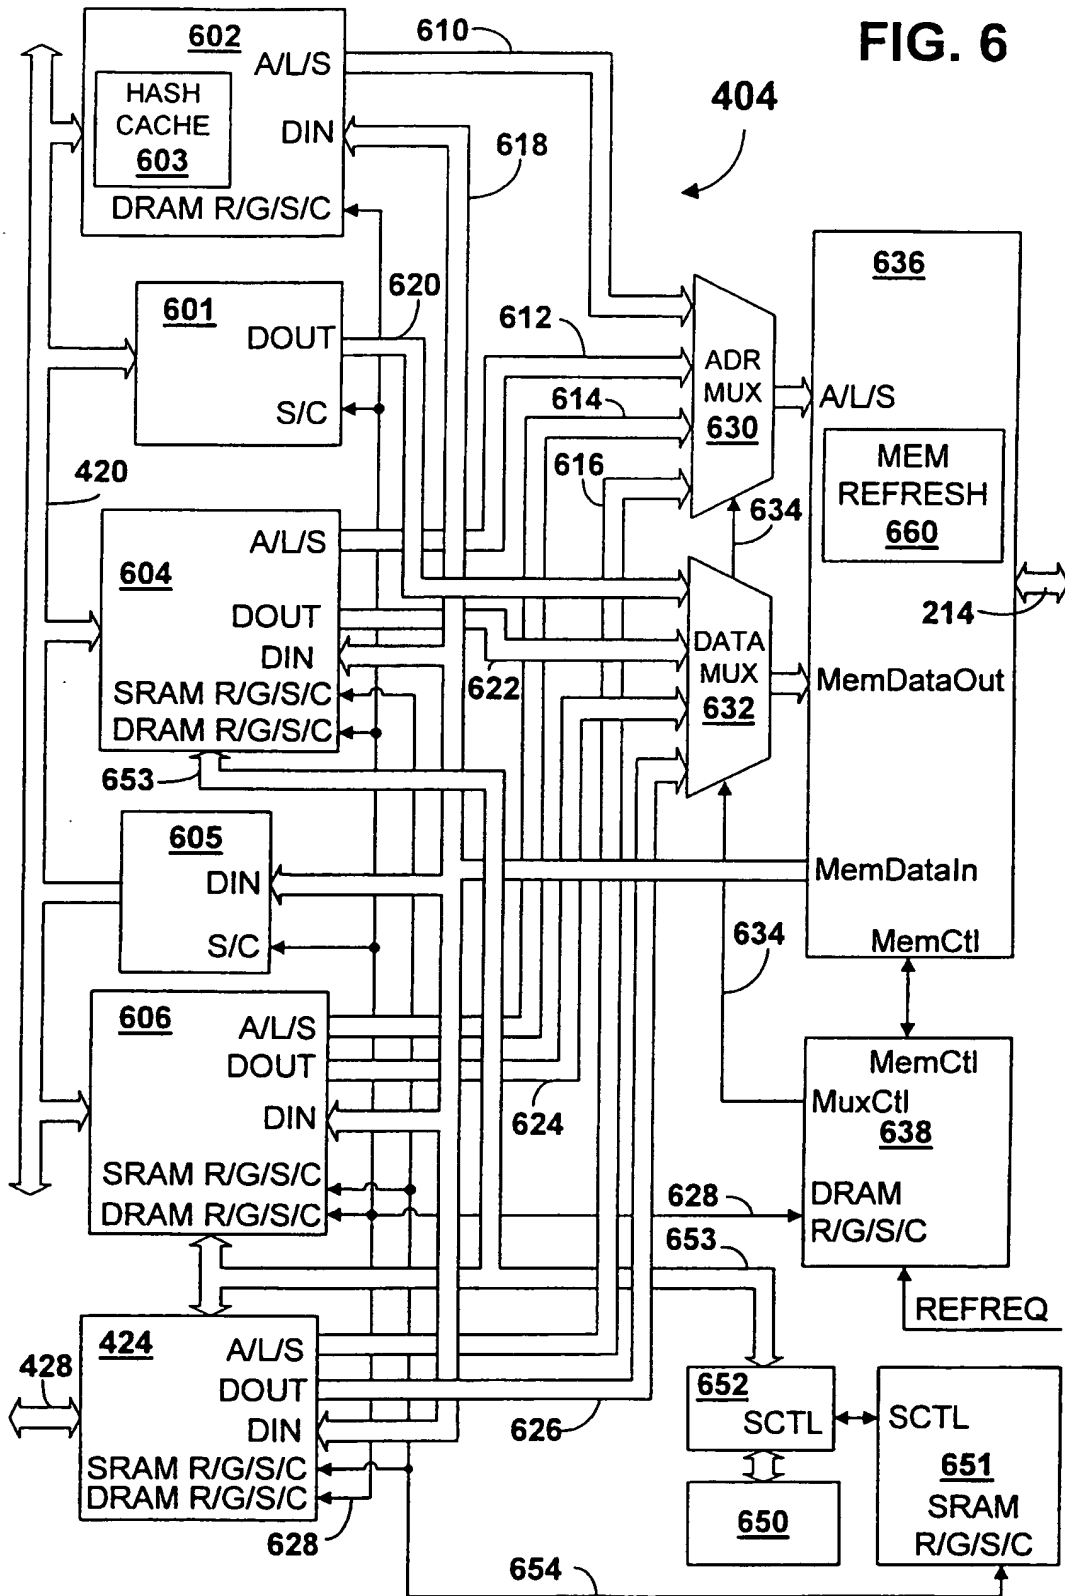 FIG. 6
404
602
A/L/S
HASH
CACHE
603
DIN
DRAM R/G/S/C
610
618
601
DOUT
S/C
620
612
614
616
420
ADR
MUX
630
634
636
A/L/S
MEM
REFRESH
660
214
MemDataOut
MemDataIn
MemCtl
604
A/L/S
DOUT
DIN
SRAM R/G/S/C
DRAM R/G/S/C
622
653
DATA
MUX
632
605
DIN
S/C
634
606
A/L/S
DOUT
DIN
SRAM R/G/S/C
DRAM R/G/S/C
624
MemCtl
MuxCtl
638
DRAM
R/G/S/C
628
653
REFREQ
424
A/L/S
DOUT
DIN
SRAM R/G/S/C
DRAM R/G/S/C
428
626
628
652
SCTL
SCTL
651
SRAM
R/G/S/C
650
654